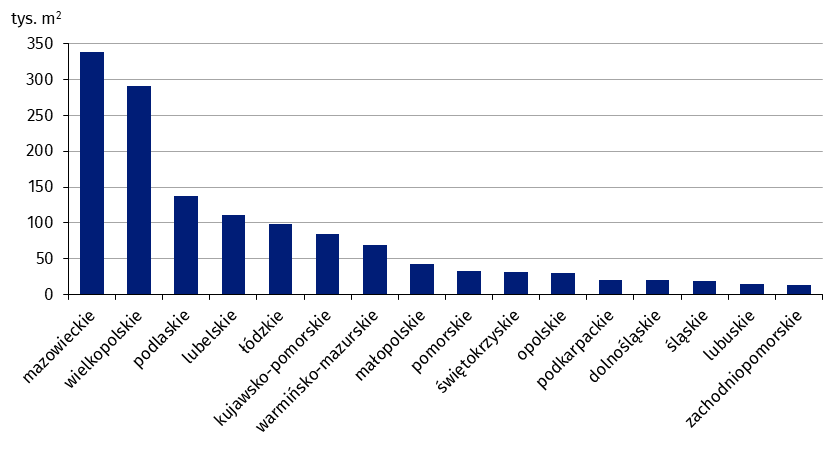 tys. m²
350
300
250
200
150
100
50
0
mazowieckie
wielkopolskie
podlaskie
lubelskie
łódzkie
kujawsko-pomorskie
warmińsko-mazurskie
małopolskie
pomorskie
świętokrzyskie
opolskie
podkarpackie
dolnośląskie
śląskie
lubuskie
zachodniopomorskie